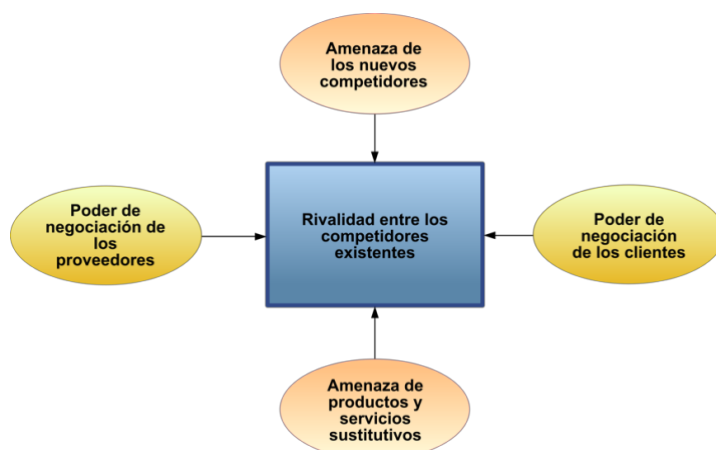 Amenaza de
los nuevos
competidores
Poder de
negociación de
los
proveedores
Rivalidad entre los
competidores
existentes
Poder de
negociación
de los clientes
Amenaza de
productos y
servicios
sustitutivos